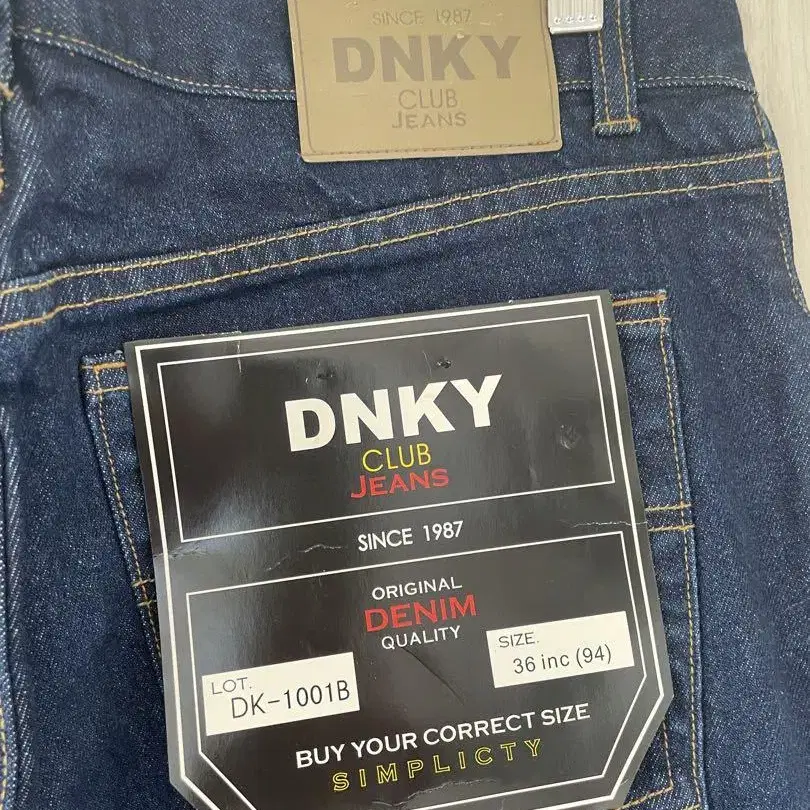 SINCE 1987
DNKY
CLUB
JEANS
DNKY
CLUB
JEANS
SINCE 1987
ORIGINAL
DENIM
QUALITY
SIZE.
36 inc (94)
LOT.
DK-1001B
BUY YOUR CORRECT SIZE
SIMPLICTY